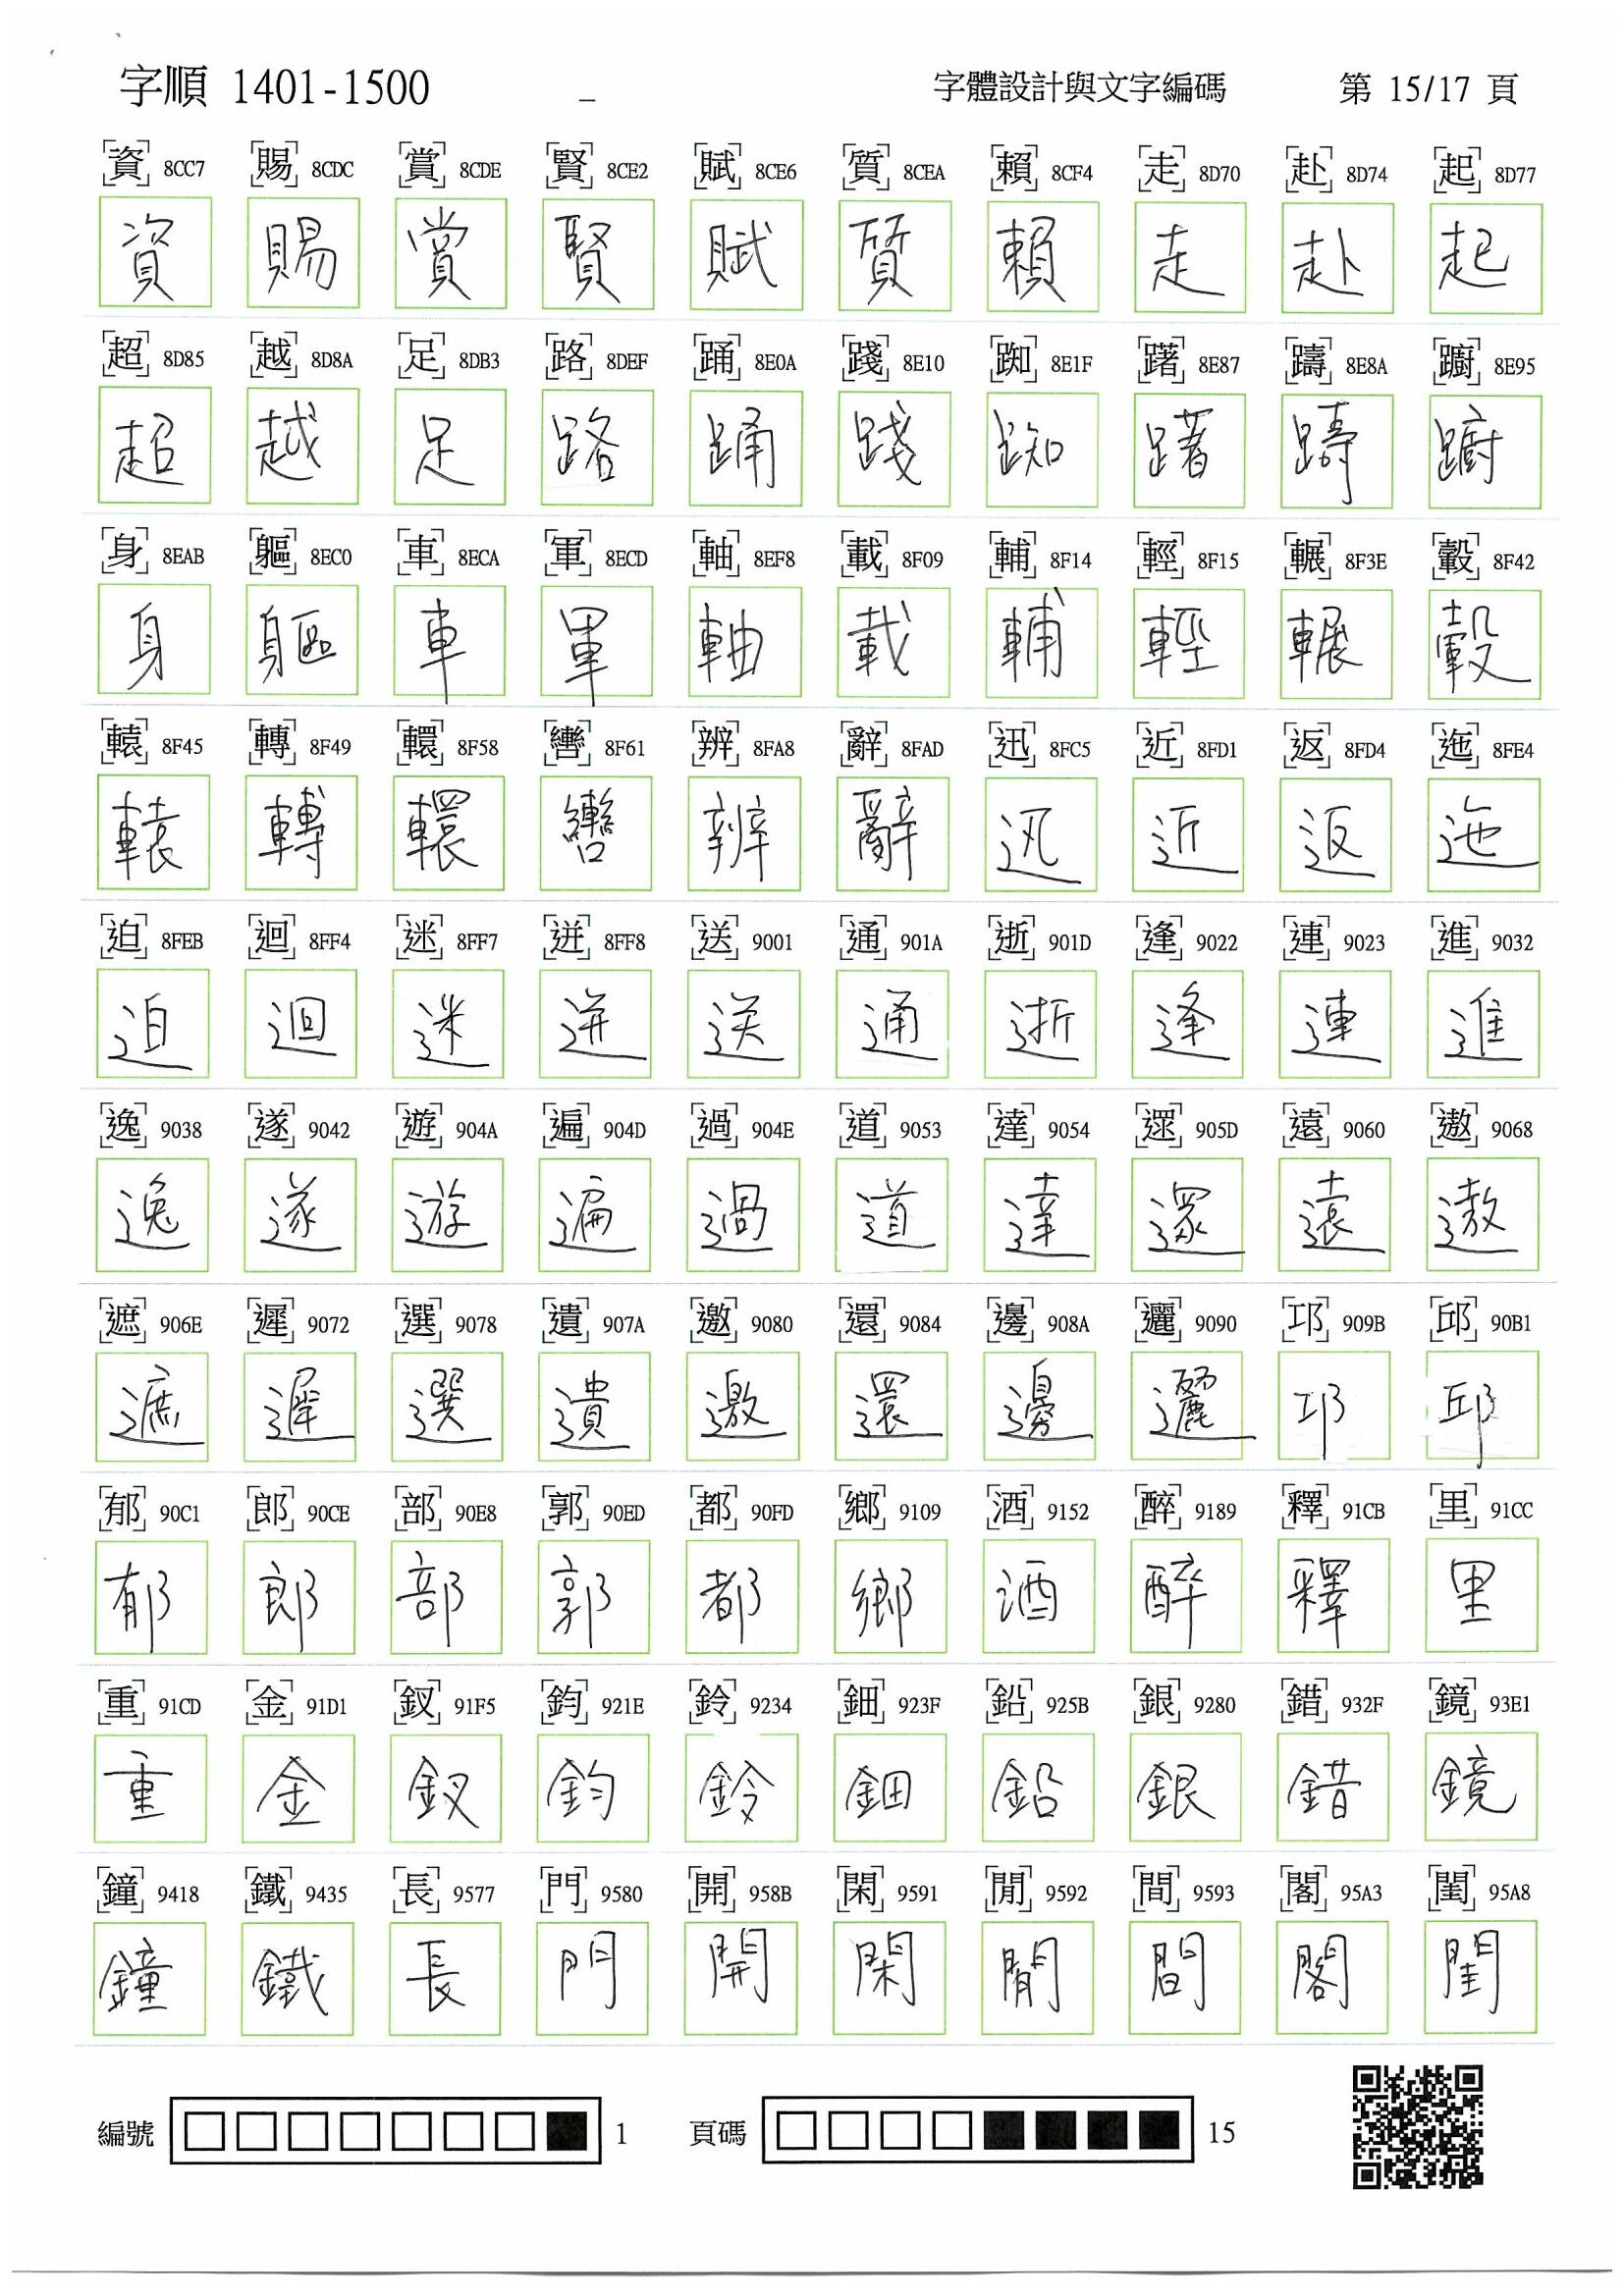 字順 1401-1500 _ 字體設計與文字編碼 第 15/17 頁
資 8CC7 賜 8CDC 賞 8CDE 賢 8CE2 賦 8CE6 質 8CEA 賴 8CF4 走 8D70 赴 8D74 起 8D77
資 賜 賞 賢 賦 質 賴 走 赴 起
超 8D85 越 8D8A 足 8DB3 路 8DEF 踊 8E0A 踐 8E10 踟 8E1F 躇 8E87 躊 8E8A 躕 8E95
超 越 足 路 踊 踐 踟 躇 躊 躕
身 8EAB 軀 8EC0 車 8ECA 軍 8ECD 軸 8EF8 載 8F09 輔 8F14 輕 8F15 輾 8F3E 轂 8F42
身 軀 車 軍 軸 載 輔 輕 輾 轂
轅 8F45 轉 8F49 轘 8F58 轡 8F61 辨 8FA8 辭 8FAD 迅 8FC5 近 8FD1 返 8FD4 迤 8FE4
轅 轉 轘 轡 辨 辭 迅 近 返 迤
迫 8FEB 迴 8FF4 迷 8FF7 迸 8FF8 送 9001 通 901A 逝 901D 逢 9022 連 9023 進 9032
迫 迴 迷 迸 送 通 逝 逢 連 進
逸 9038 遂 9042 遊 904A 遍 904D 過 904E 道 9053 達 9054 遝 905D 遠 9060 遨 9068
逸 遂 遊 遍 過 道 達 遝 遠 遨
遮 906E 遲 9072 選 9078 遺 907A 邀 9080 還 9084 邊 908A 邐 9090 邛 909B 邱 90B1
遮 遲 選 遺 邀 還 邊 邐 邛 邱
郁 90C1 郎 90CE 部 90E8 郭 90ED 都 90FD 鄉 9109 酒 9152 醉 9189 釋 91CB 里 91CC
郁 郎 部 郭 都 鄉 酒 醉 釋 里
重 91CD 金 91D1 釵 91F5 鈞 921E 鈴 9234 鈿 923F 鉛 925B 銀 9280 錯 932F 鏡 93E1
重 金 釵 鈞 鈴 鈿 鉛 銀 錯 鏡
鐘 9418 鐵 9435 長 9577 門 9580 開 958B 閑 9591 閒 9592 間 9593 閣 95A3 閨 95A8
鐘 鐵 長 門 開 閑 閒 間 閣 閨
編號 1 頁碼 15